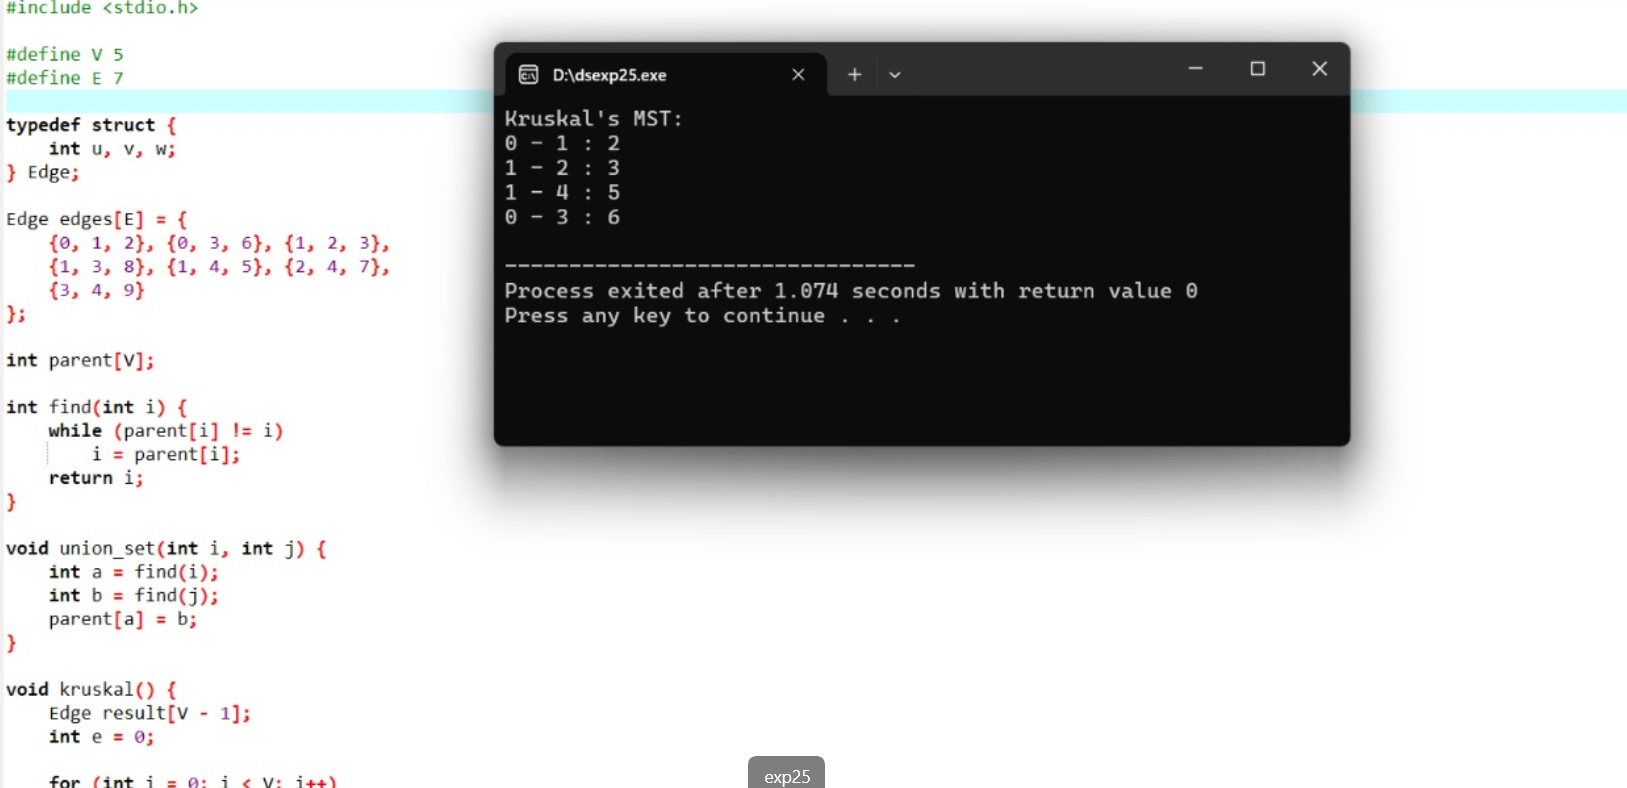 #include <stdio.h>
#define V 5
#define E 7
typedef struct {
    int u, v, w;
} Edge;
Edge edges[E] = {
    {0, 1, 2}, {0, 3, 6}, {1, 2, 3},
    {1, 3, 8}, {1, 4, 5}, {2, 4, 7},
    {3, 4, 9}
};
int parent[V];
int find(int i) {
    while (parent[i] != i)
        i = parent[i];
    return i;
}
void union_set(int i, int j) {
    int a = find(i);
    int b = find(j);
    parent[a] = b;
}
void kruskal() {
    Edge result[V - 1];
    int e = 0;
    for (int i = 0; i < V; i++)
D:\dsexp25.exe
Kruskal's MST:
0 - 1 : 2
1 - 2 : 3
1 - 4 : 5
0 - 3 : 6
--------------------------------
Process exited after 1.074 seconds with return value 0
Press any key to continue . . .
exp25